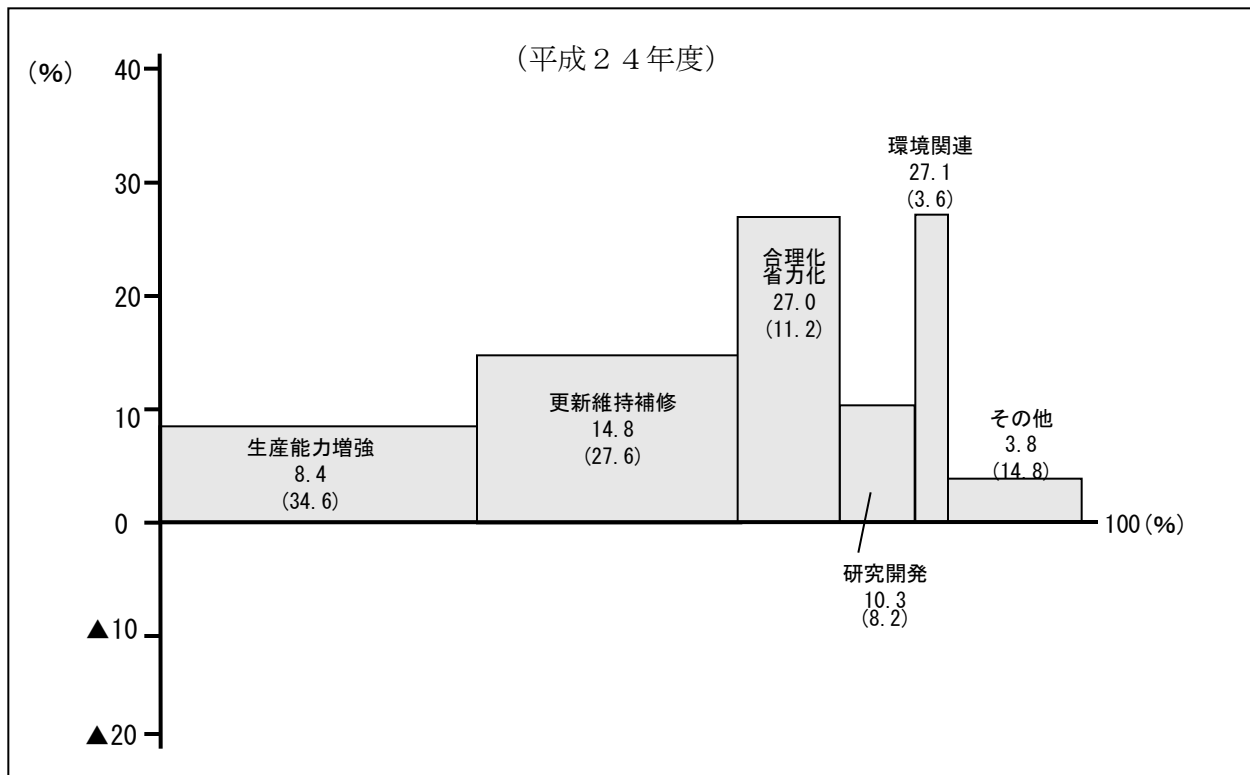 (平成２４年度)
(%)
40
30
20
10
0
▲10
▲20
生産能力増強
8.4
(34.6)
更新維持補修
14.8
(27.6)
合理化
省力化
27.0
(11.2)
研究開発
10.3
(8.2)
環境関連
27.1
(3.6)
その他
3.8
(14.8)
100(%)